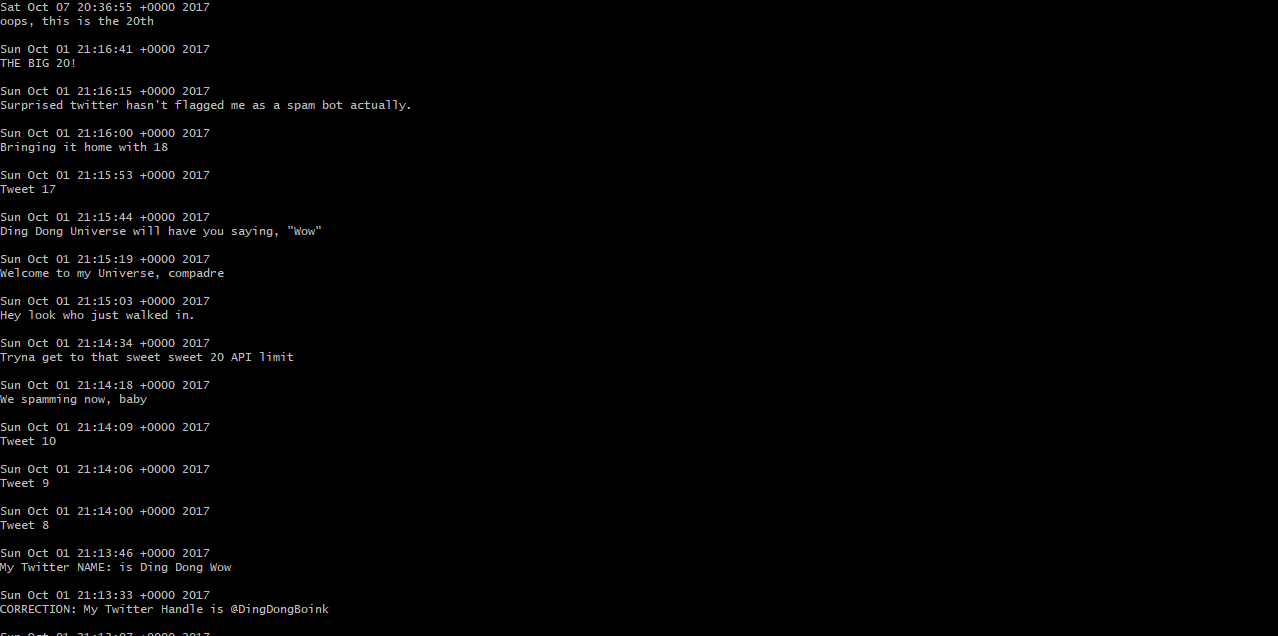 Sat Oct 07 20:36:55 +0000 2017
oops, this is the 20th
Sun Oct 01 21:16:41 +0000 2017
THE BIG 20!
Sun Oct 01 21:16:15 +0000 2017
Surprised twitter hasn't flagged me as a spam bot actually.
Sun Oct 01 21:16:00 +0000 2017
Bringing it home with 18
Sun Oct 01 21:15:53 +0000 2017
Tweet 17
Sun Oct 01 21:15:44 +0000 2017
Ding Dong Universe will have you saying, "Wow"
Sun Oct 01 21:15:19 +0000 2017
Welcome to my Universe, compadre
Sun Oct 01 21:15:03 +0000 2017
Hey look who just walked in.
Sun Oct 01 21:14:34 +0000 2017
Tryna get to that sweet sweet 20 API limit
Sun Oct 01 21:14:18 +0000 2017
We spamming now, baby
Sun Oct 01 21:14:09 +0000 2017
Tweet 10
Sun Oct 01 21:14:06 +0000 2017
Tweet 9
Sun Oct 01 21:14:00 +0000 2017
Tweet 8
Sun Oct 01 21:13:46 +0000 2017
My Twitter NAME: is Ding Dong Wow
Sun Oct 01 21:13:33 +0000 2017
CORRECTION: My Twitter Handle is @DingDongBoink
Sun Oct 01 21:13:07 +0000 2017